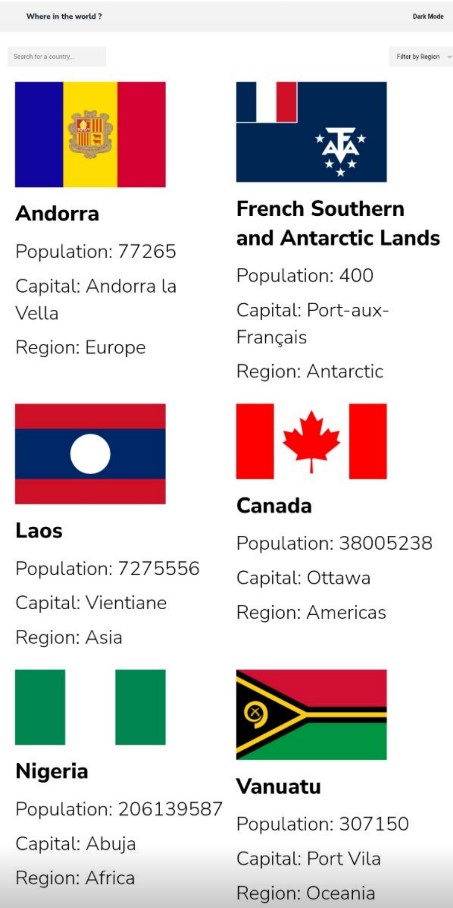 Where in the world ?
Dark Mode
Search for a country...
Filter by Region
Andorra
Population: 77265
Capital: Andorra la
Vella
Region: Europe
French Southern
and Antarctic Lands
Population: 400
Capital: Port-aux-
Français
Region: Antarctic
Laos
Population: 7275556
Capital: Vientiane
Region: Asia
Canada
Population: 38005238
Capital: Ottawa
Region: Americas
Nigeria
Population: 206139587
Capital: Abuja
Region: Africa
Vanuatu
Population: 307150
Capital: Port Vila
Region: Oceania